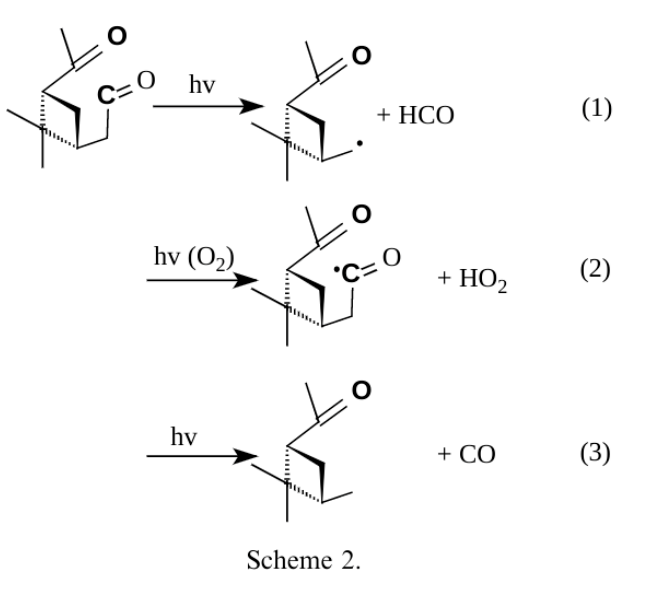 O
C O
hν
O
+ HCO
(1)
hν (O2)
O
•C O
+ HO2
(2)
hν
O
+ CO
(3)
Scheme 2.